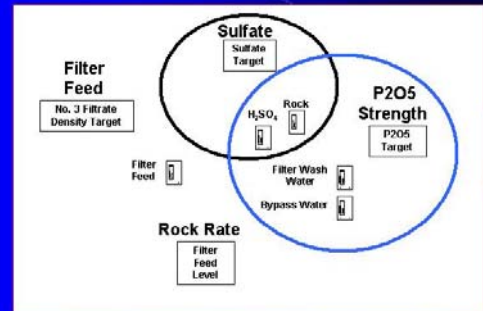 Sulfate
Sulfate
Target
Filter
Feed
No. 3 Filtrate
Density Target
P2O5
Strength
P2O5
Target
H₂SO₄
Rock
Filter
Feed
Filter Wash
Water
Bypass Water
Rock Rate
Filter
Feed
Level